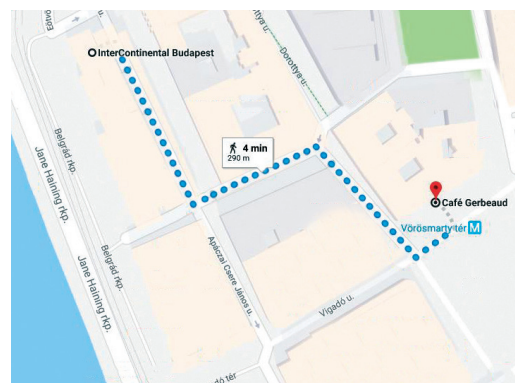 InterContinental Budapest
Dorottya u.
Belgrád rkp.
Jane Haining rkp.
4 min
290 m
Café Gerbeaud
Vörösmarty tér M
Belgrád rkp.
Apáczai Csere János u.
Jane Haining rkp.
Vigadó u.